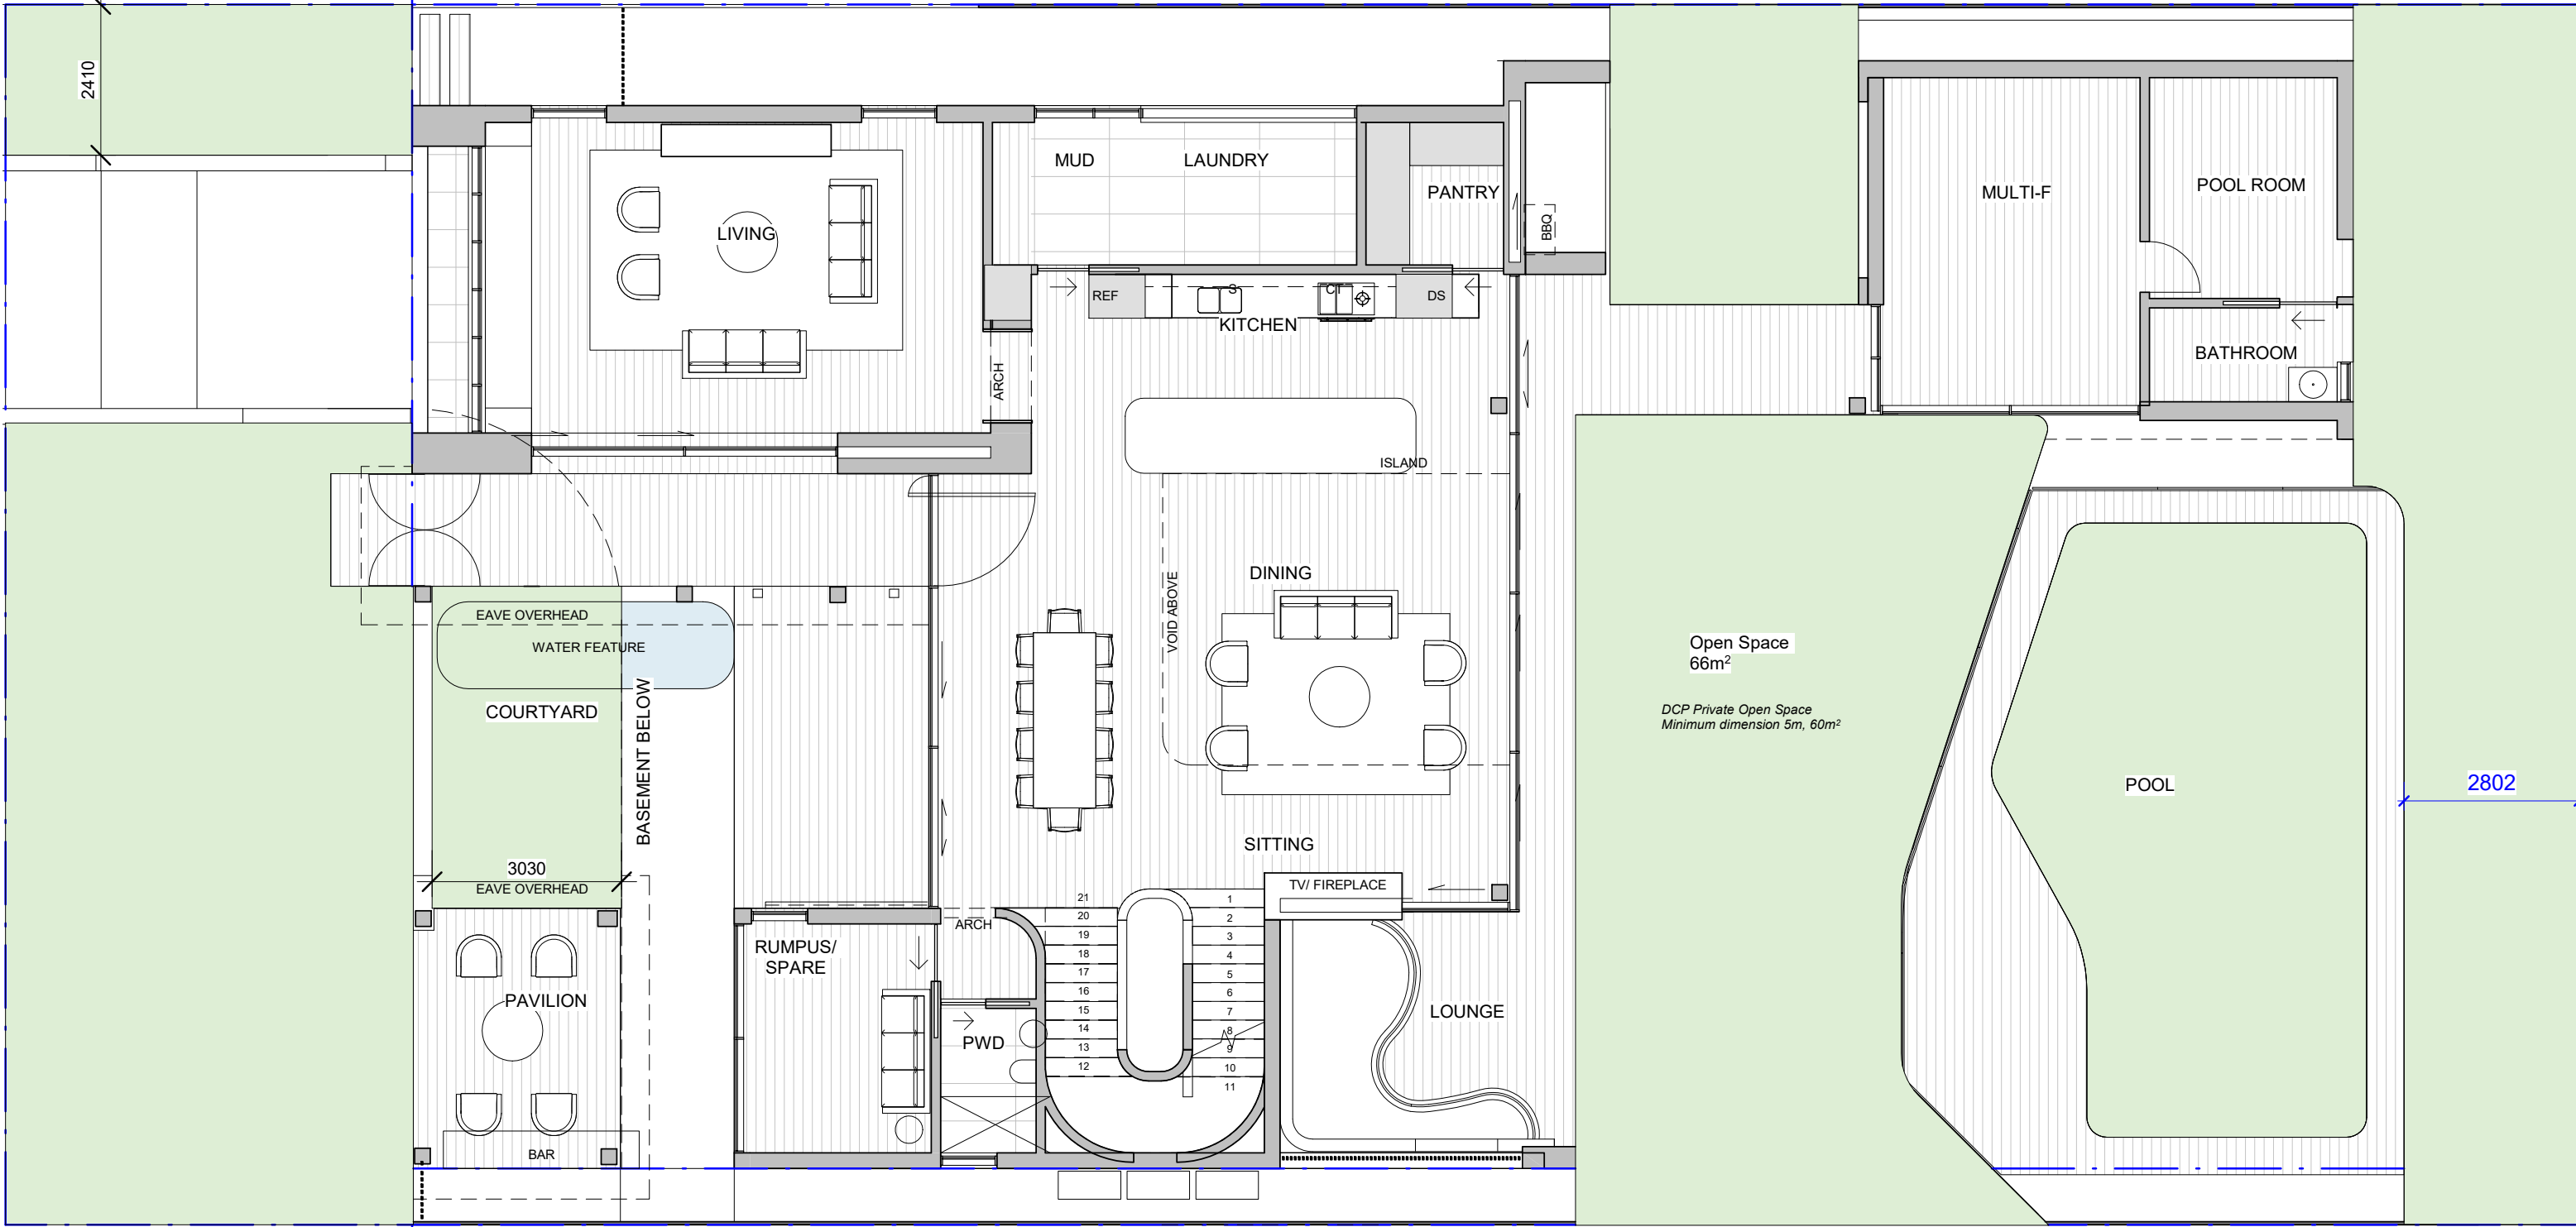 2410
MUD
LAUNDRY
PANTRY
BBQ
MULTI-F
POOL ROOM
LIVING
REF
S
CT
DS
KITCHEN
ARCH
BATHROOM
ISLAND
DINING
VOID ABOVE
EAVE OVERHEAD
WATER FEATURE
COURTYARD
BASEMENT BELOW
Open Space
66m²
DCP Private Open Space
Minimum dimension 5m, 60m²
POOL
2802
SITTING
3030
EAVE OVERHEAD
TV/ FIREPLACE
ARCH
RUMPUS/
SPARE
PAVILION
PWD
LOUNGE
BAR
21
20
19
18
17
16
15
14
13
12
1
2
3
4
5
6
7
8
9
10
11